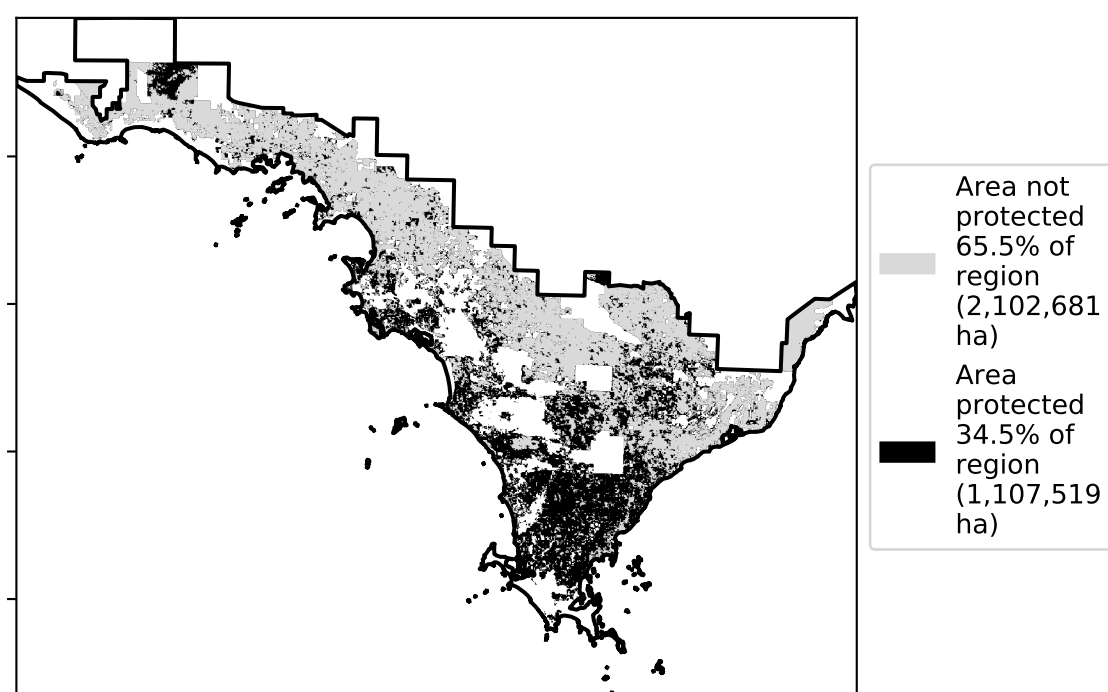 Area not
protected
65.5% of
region
(2,102,681
ha)
Area
protected
34.5% of
region
(1,107,519
ha)